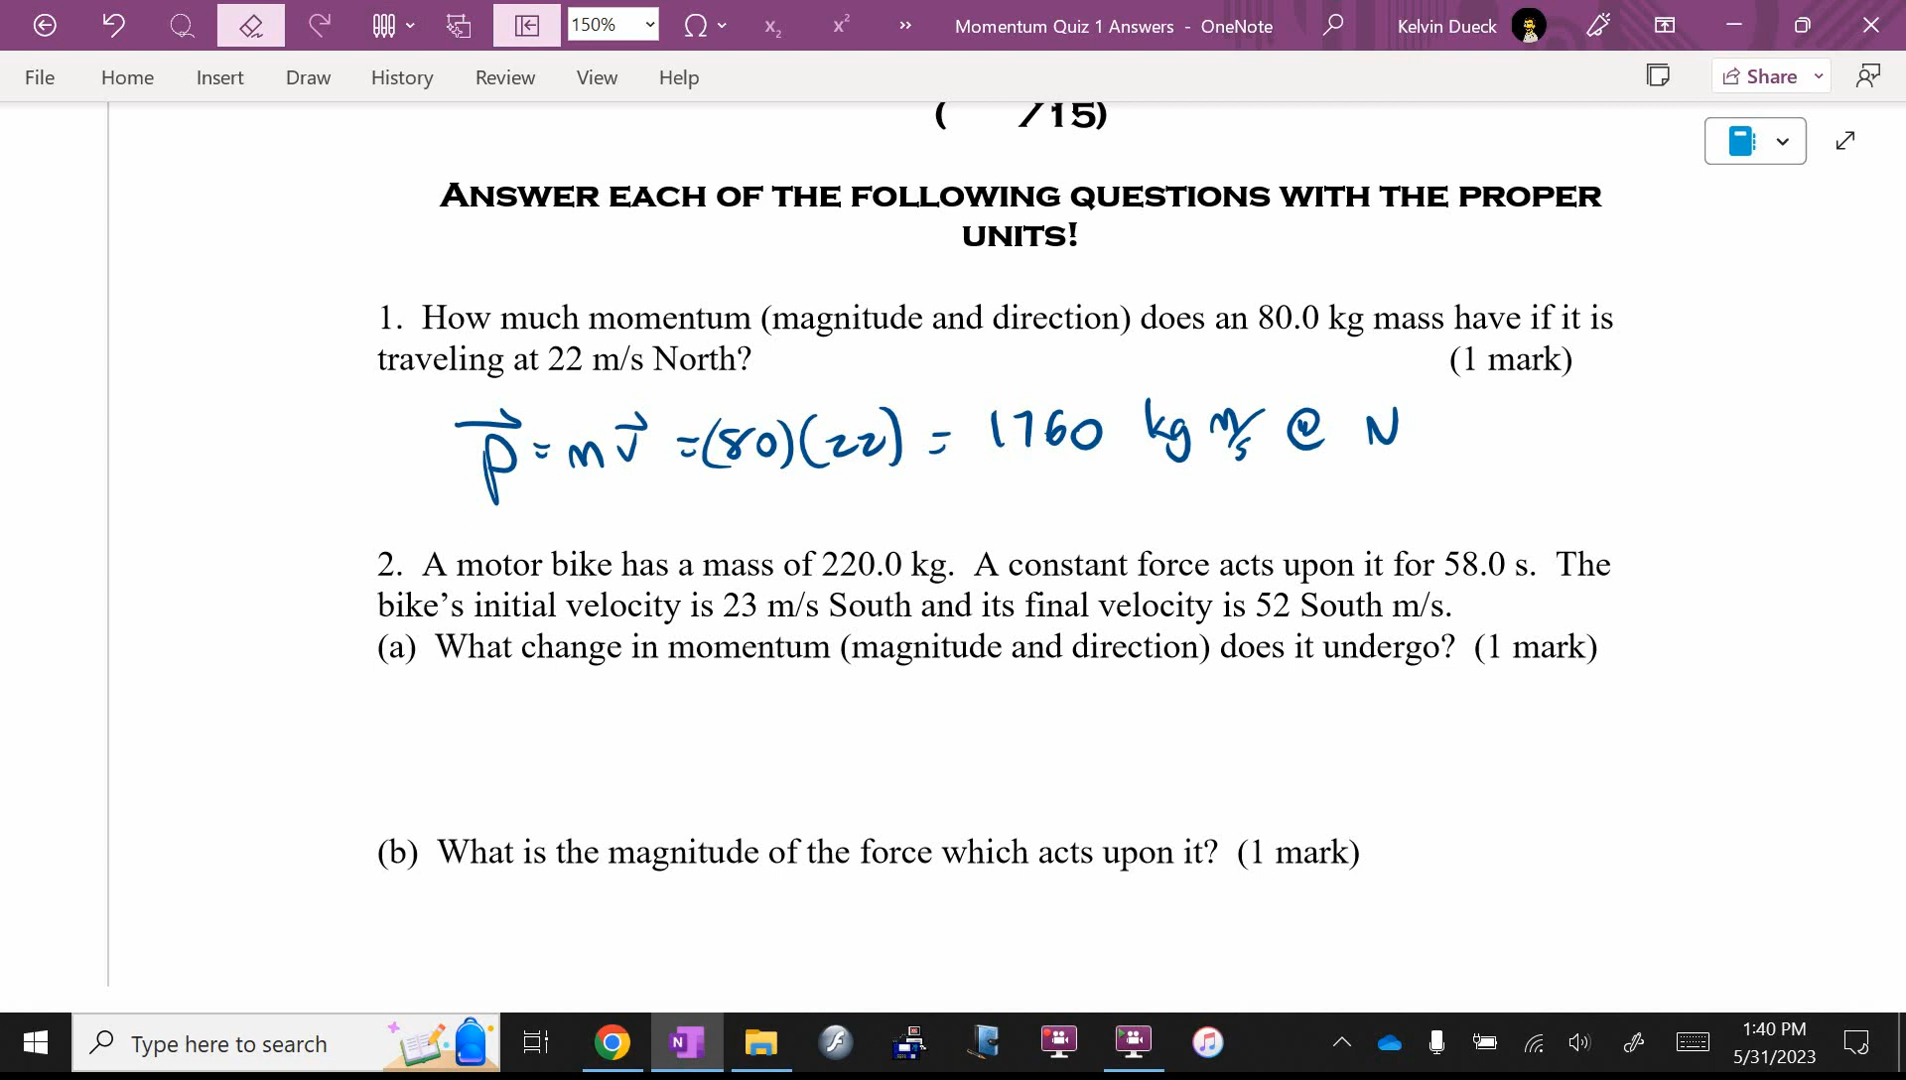 150%
Momentum Quiz 1 Answers - OneNote
Kelvin Dueck
File Home Insert Draw History Review View Help
Share
( /15)
ANSWER EACH OF THE FOLLOWING QUESTIONS WITH THE PROPER
UNITS!
1. How much momentum (magnitude and direction) does an 80.0 kg mass have if it is
traveling at 22 m/s North? (1 mark)
p = mv = (80)(22) = 1760 kg m/s @ N
2. A motor bike has a mass of 220.0 kg. A constant force acts upon it for 58.0 s. The
bike’s initial velocity is 23 m/s South and its final velocity is 52 South m/s.
(a) What change in momentum (magnitude and direction) does it undergo? (1 mark)
(b) What is the magnitude of the force which acts upon it? (1 mark)
Type here to search
1:40 PM
5/31/2023